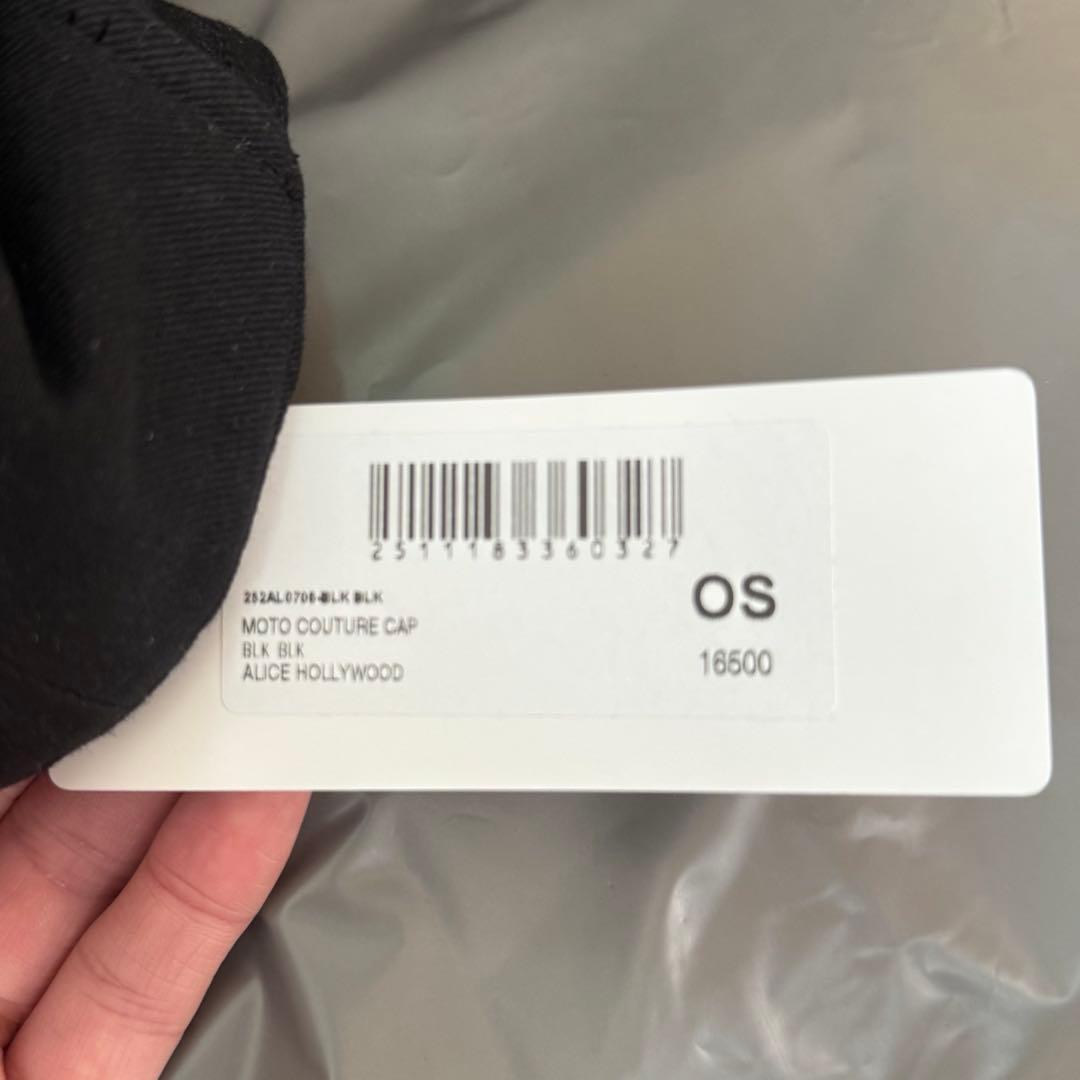 2511183360327
252AL0706-BLK BLK
MOTO COUTURE CAP
BLK BLK
ALICE HOLLYWOOD
OS
16500